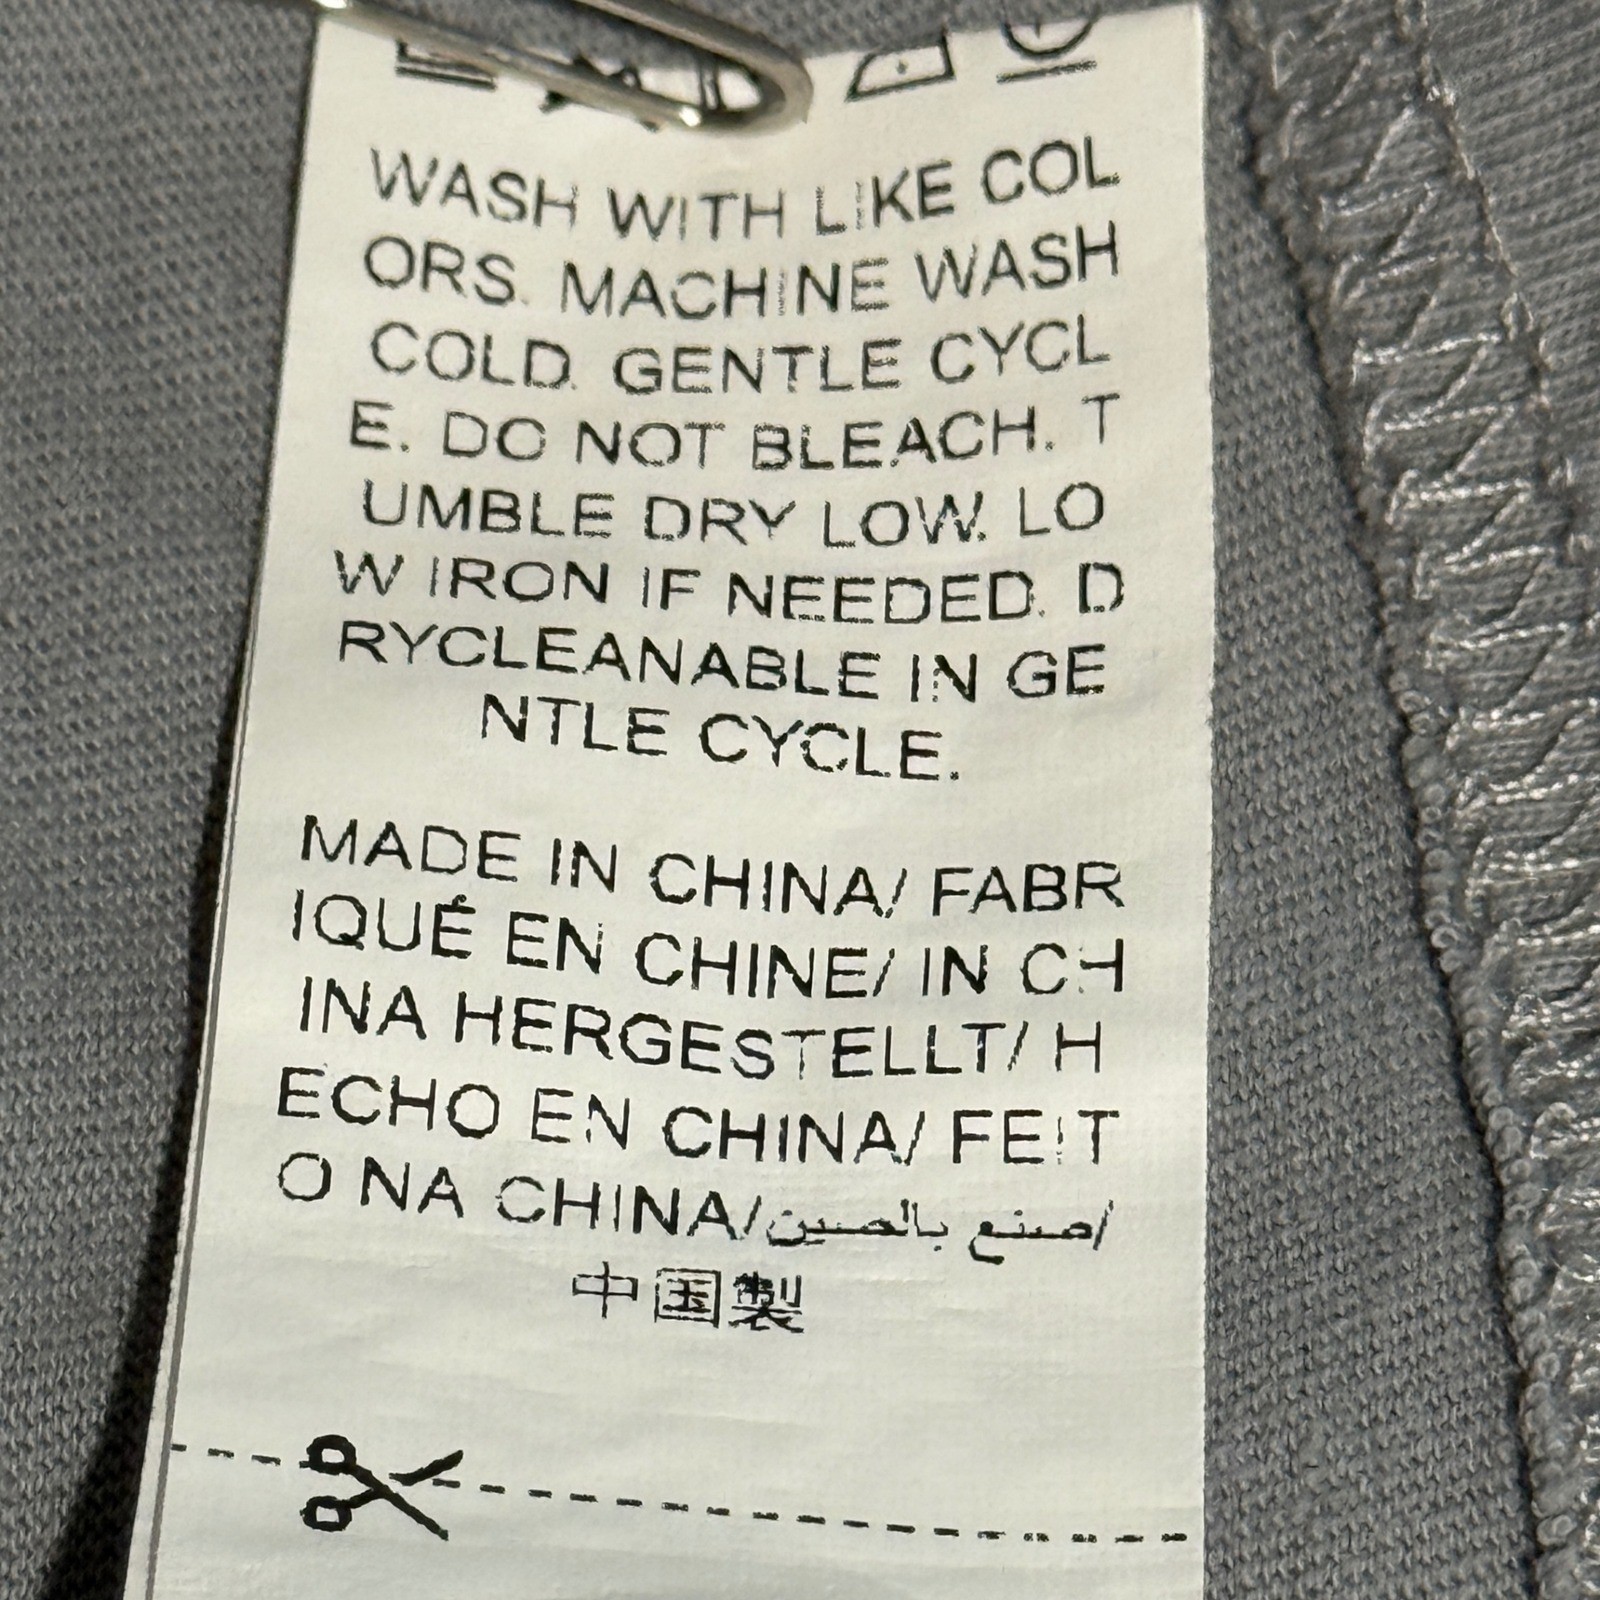 WASH WITH LIKE COL
ORS. MACHINE WASH
COLD. GENTLE CYCL
E. DO NOT BLEACH. T
UMBLE DRY LOW. LO
W IRON IF NEEDED. D
RYCLEANABLE IN GE
NTLE CYCLE.
MADE IN CHINA/ FABR
IQUÉ EN CHINE/ IN CH
INA HERGESTELLT/ H
ECHO EN CHINA/ FEIT
O NA CHINA/صنع بالصين/
中国製